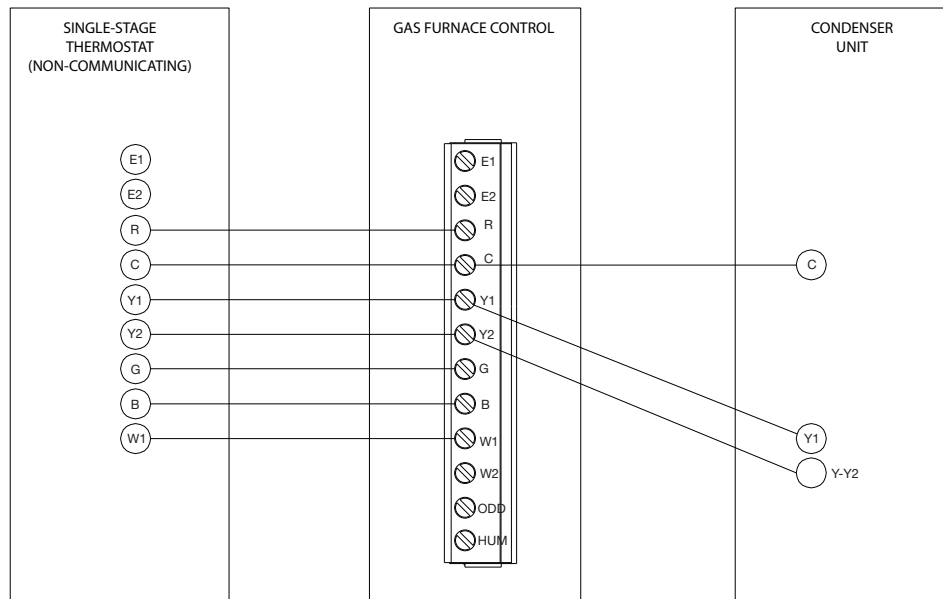 SINGLE-STAGE
THERMOSTAT
(NON-COMMUNICATING)
GAS FURNACE CONTROL
CONDENSER
UNIT
E1
E2
R
C
Y1
Y2
G
B
W1
E1
E2
R
C
Y1
Y2
G
B
W1
W2
ODD
HUM
C
Y1
Y-Y2